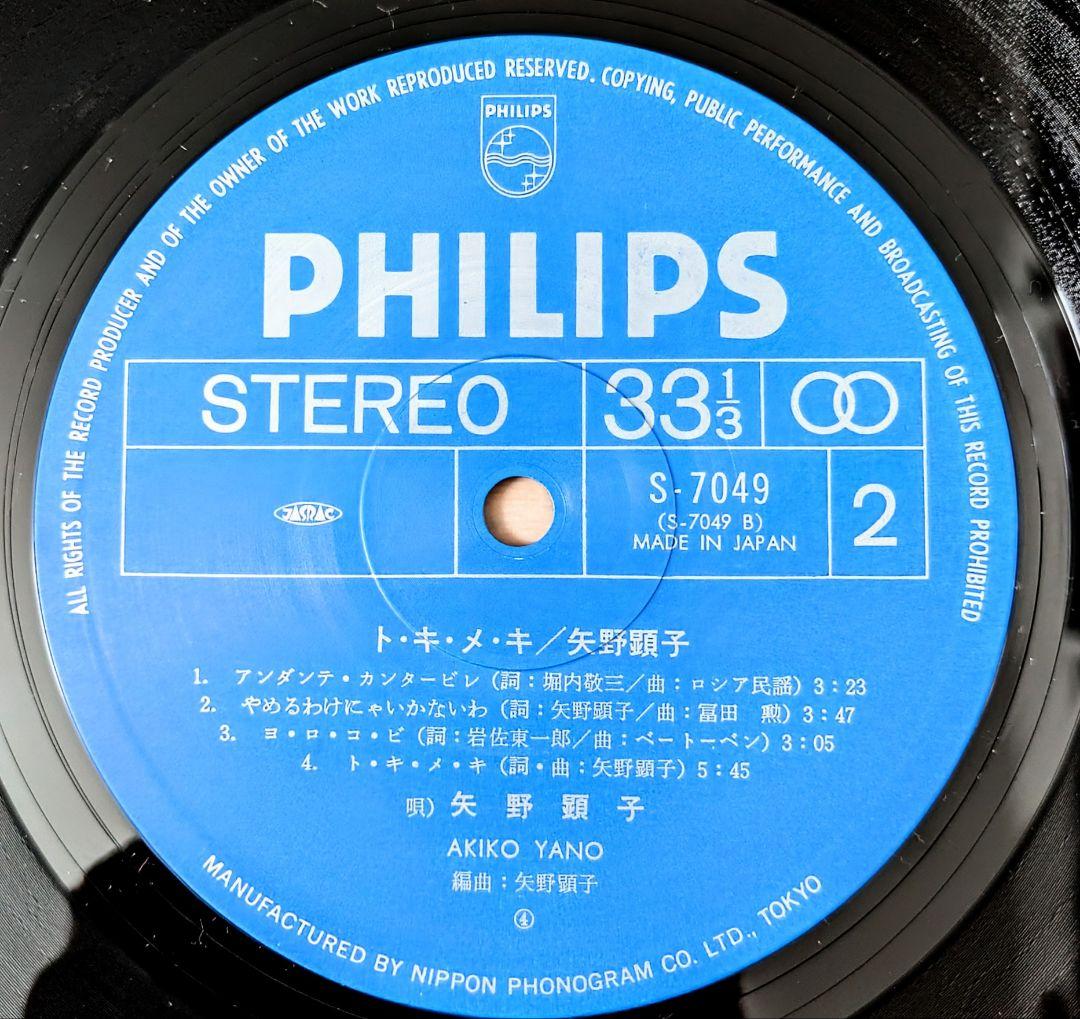 ALL RIGHTS OF THE RECORD PRODUCER AND OF THE OWNER OF THE WORK REPRODUCED RESERVED. COPYING, PUBLIC PERFORMANCE AND BROADCASTING OF THIS RECORD PROHIBITED
PHILIPS
PHILIPS
STEREO 33 1/3
JASRAC
S-7049
(S-7049 B)
MADE IN JAPAN
2
ト・キ・メ・キ／矢野顕子
1. アンダンテ・カンタービレ（詞：堀内敬三／曲：ロシア民謡）3：23
2. やめるわけにゃいかないわ（詞：矢野顕子／曲：冨田 勲）3：47
3. ヨ・ロ・コ・ビ（詞：岩佐東一郎／曲：ベートーベン）3：05
4. ト・キ・メ・キ（詞・曲：矢野顕子）5：45
唄）矢野顕子
AKIKO YANO
編曲：矢野顕子
④
MANUFACTURED BY NIPPON PHONOGRAM CO. LTD., TOKYO